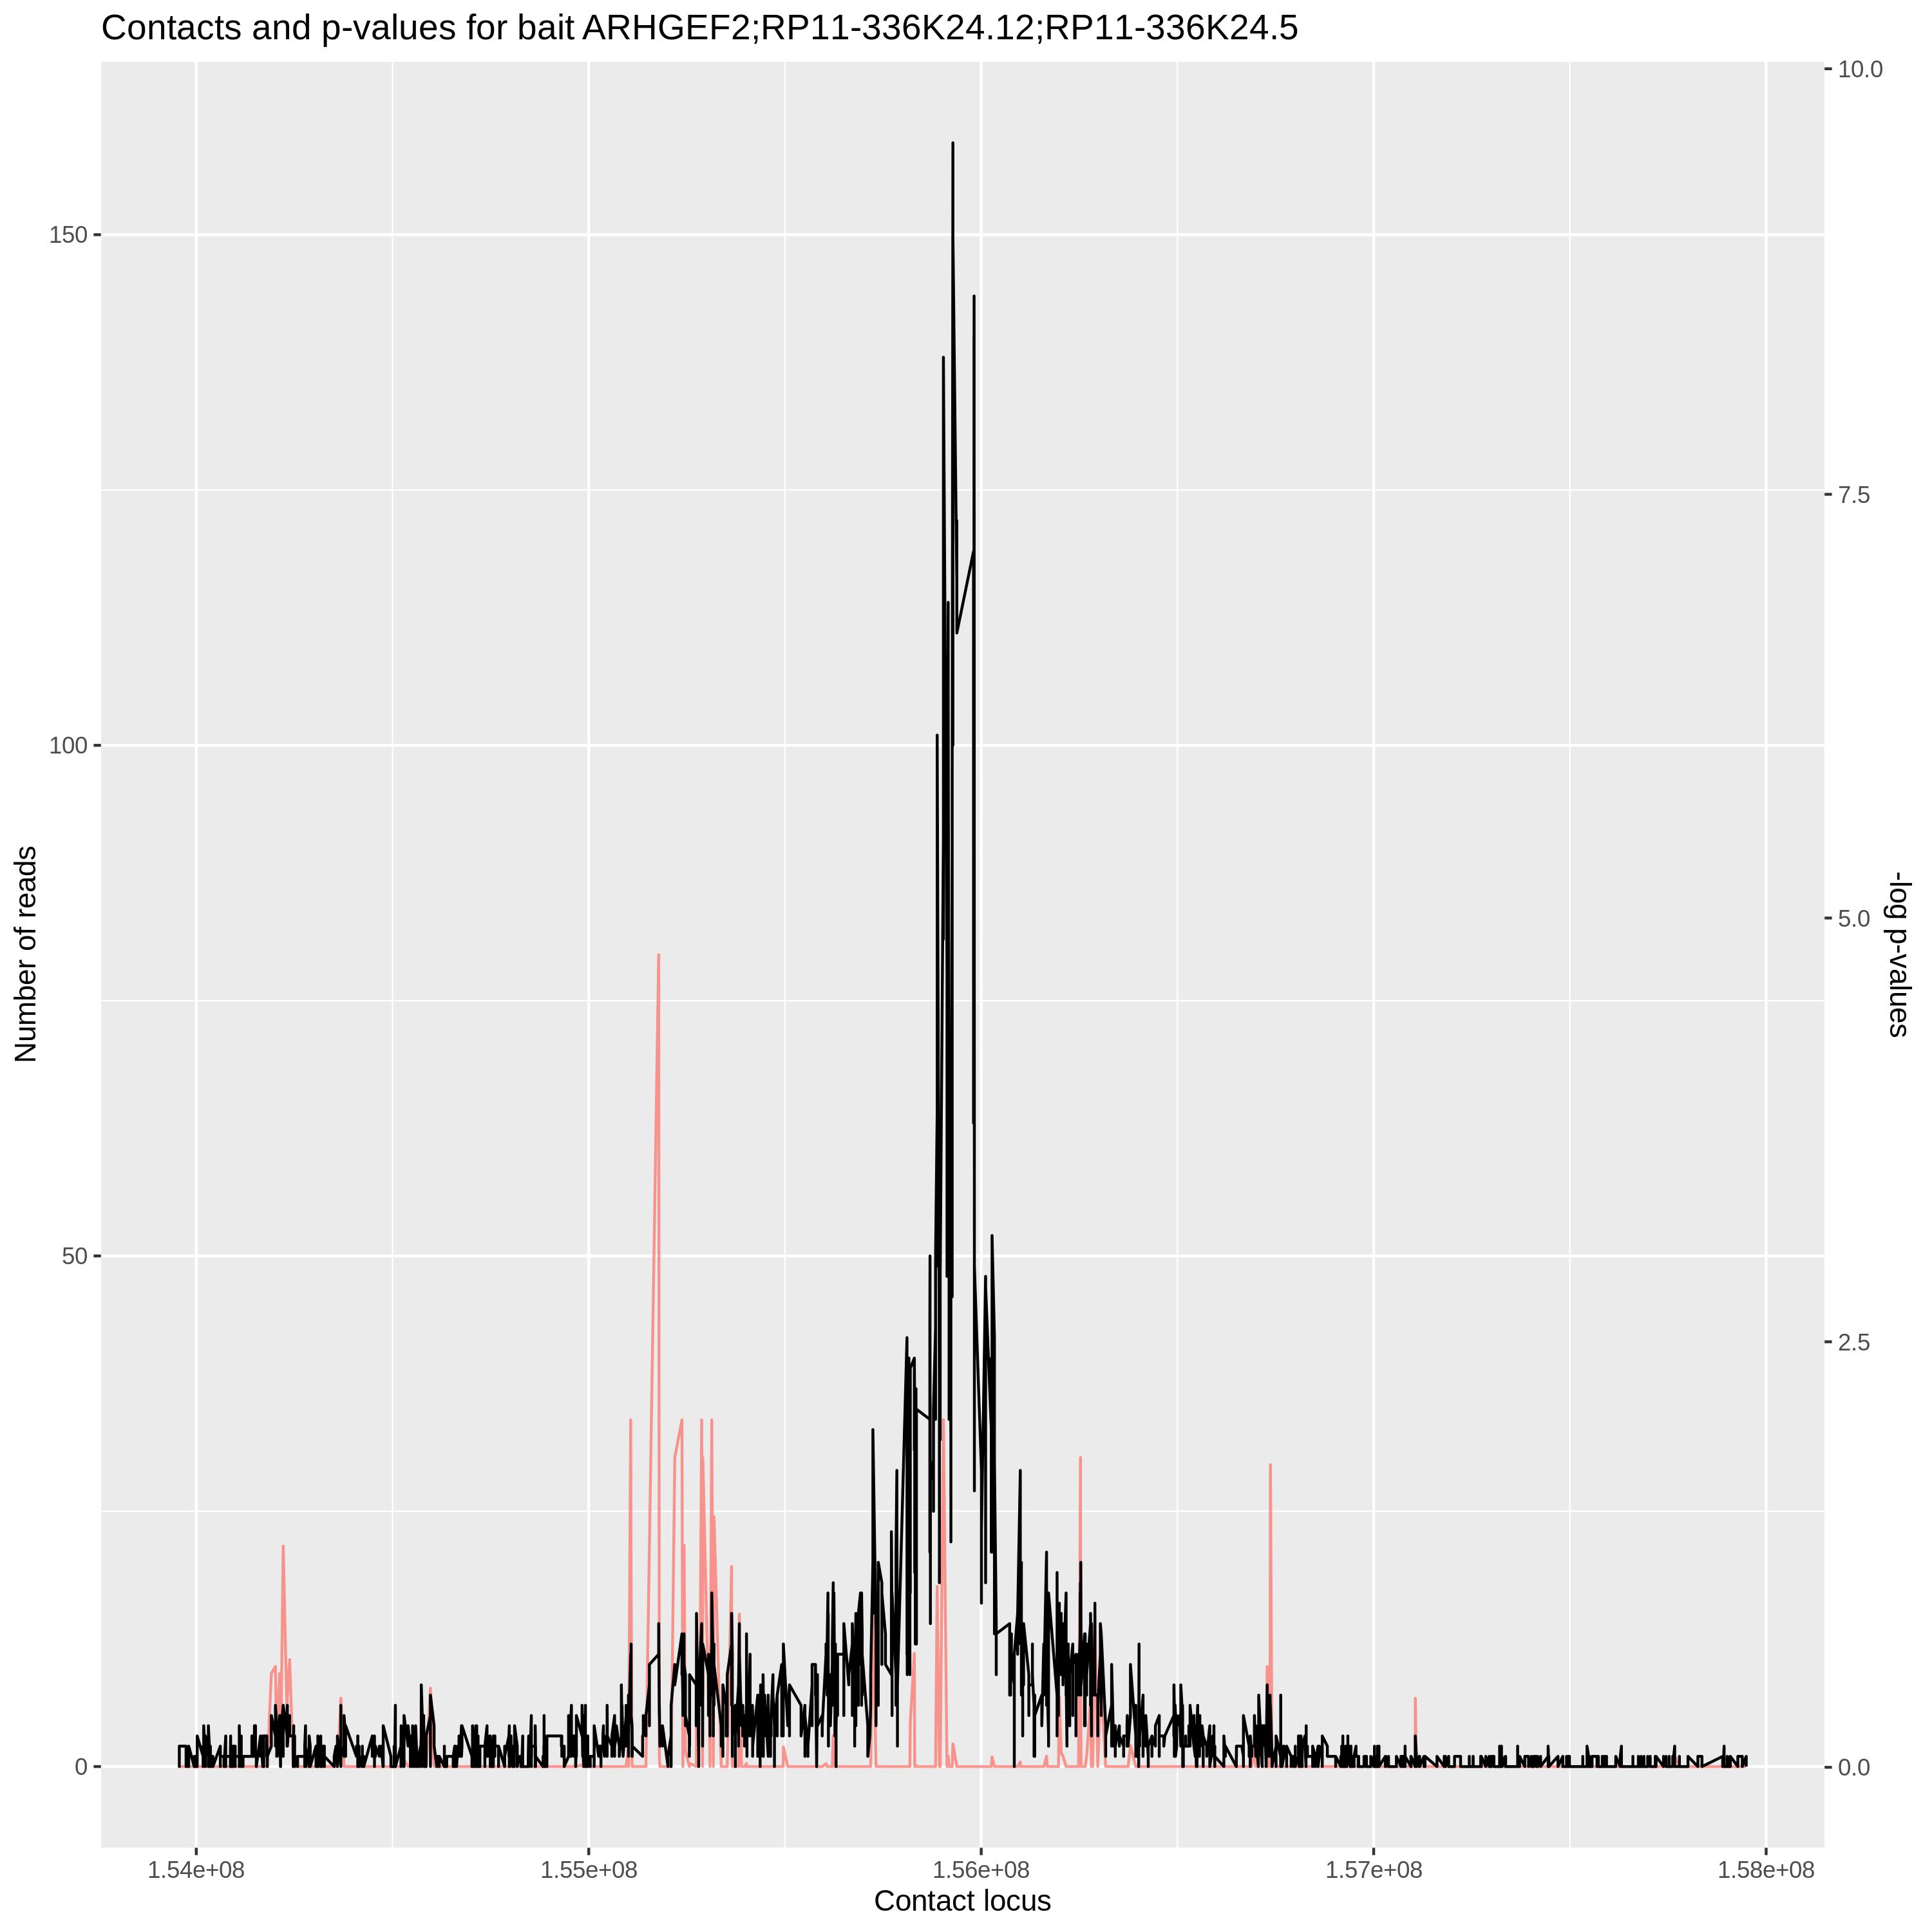 Contacts and p-values for bait ARHGEF2;RP11-336K24.12;RP11-336K24.5
10.0
150
7.5
100
5.0
Number of reads
-log p-values
50
2.5
0
0.0
1.54e+08 1.55e+08 1.56e+08 1.57e+08 1.58e+08
Contact locus